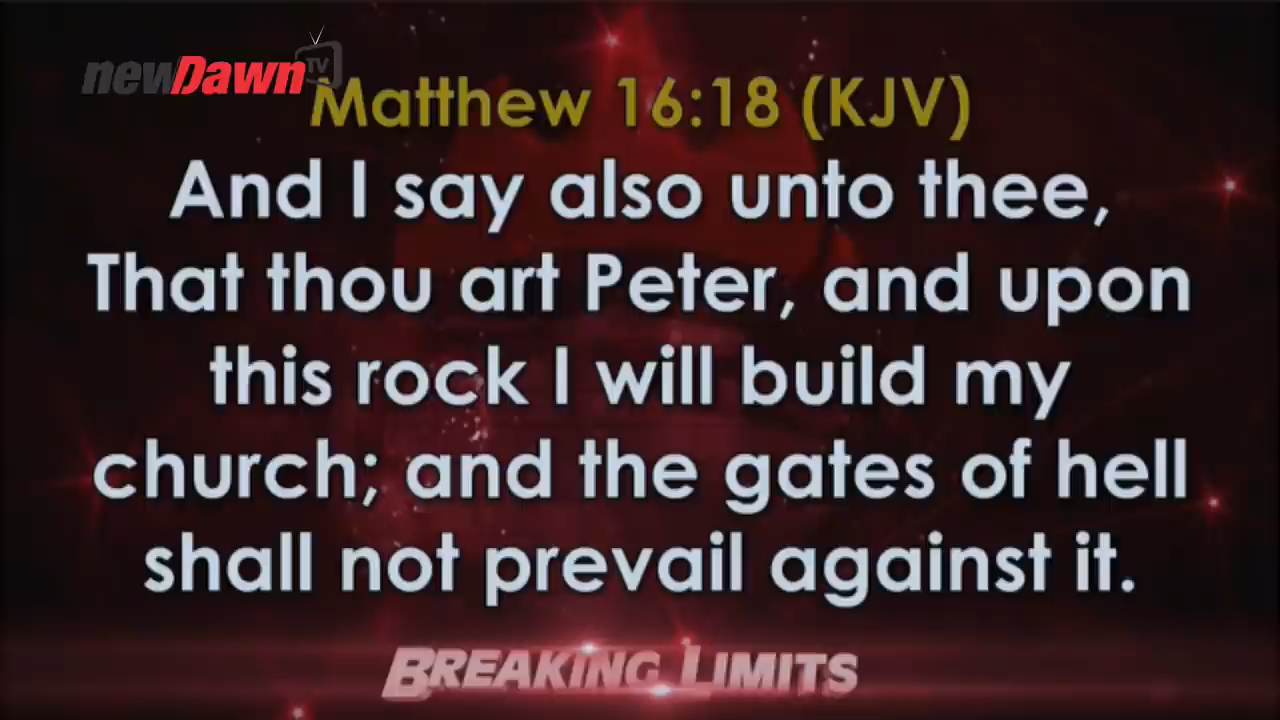 newDawn TV
Matthew 16:18 (KJV)
And I say also unto thee,
That thou art Peter, and upon
this rock I will build my
church; and the gates of hell
shall not prevail against it.
BREAKING LIMITS